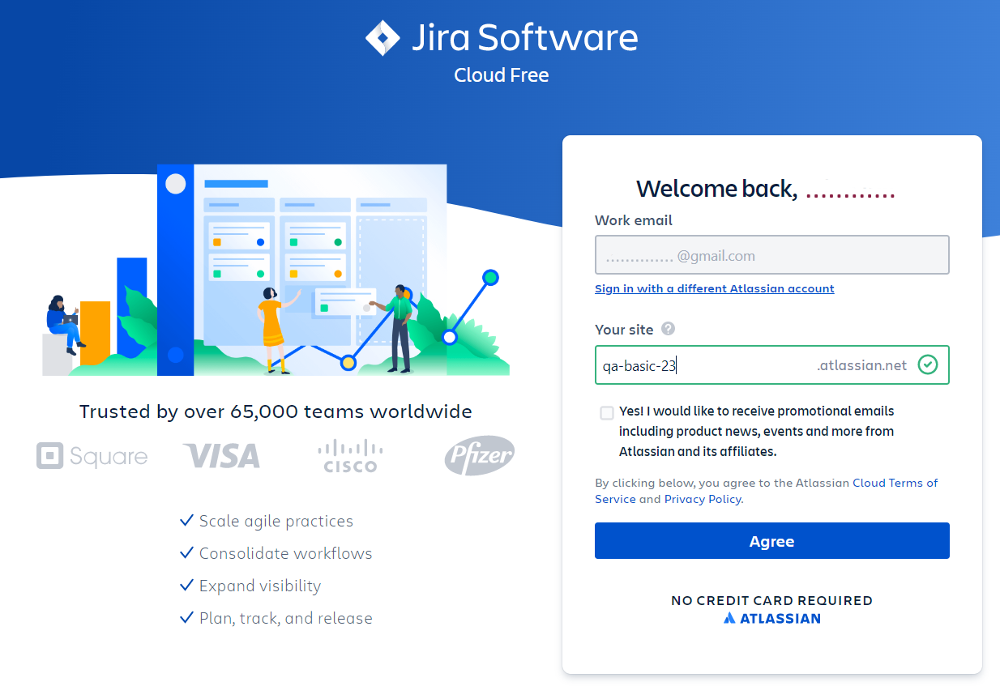 Jira Software
Cloud Free
Welcome back, ............
Work email
.............. @gmail.com
Sign in with a different Atlassian account
Your site
qa-basic-23 .atlassian.net
Yes! I would like to receive promotional emails
including product news, events and more from
Atlassian and its affiliates.
By clicking below, you agree to the Atlassian Cloud Terms of
Service and Privacy Policy.
Agree
NO CREDIT CARD REQUIRED
ATLASSIAN
Trusted by over 65,000 teams worldwide
Square VISA CISCO Pfizer
Scale agile practices
Consolidate workflows
Expand visibility
Plan, track, and release